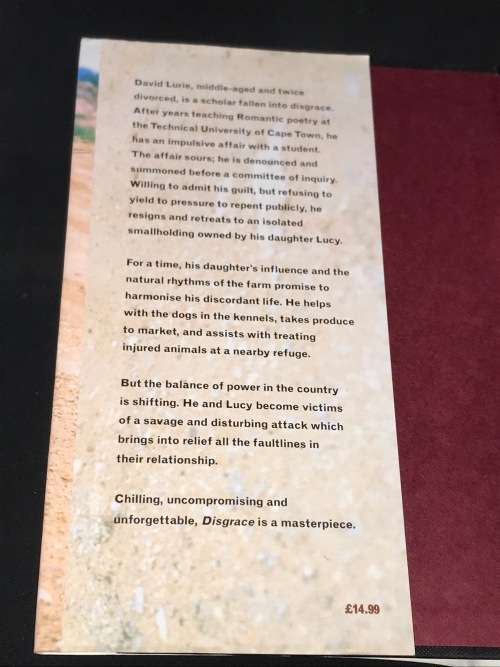 David Lurie, middle-aged and twice
divorced, is a scholar fallen into disgrace.
After years teaching Romantic poetry at
the Technical University of Cape Town, he
has an impulsive affair with a student.
The affair sours; he is denounced and
summoned before a committee of inquiry.
Willing to admit his guilt, but refusing to
yield to pressure to repent publicly, he
resigns and retreats to an isolated
smallholding owned by his daughter Lucy.
For a time, his daughter's influence and the
natural rhythms of the farm promise to
harmonise his discordant life. He helps
with the dogs in the kennels, takes produce
to market, and assists with treating
injured animals at a nearby refuge.
But the balance of power in the country
is shifting. He and Lucy become victims
of a savage and disturbing attack which
brings into relief all the faultlines in
their relationship.
Chilling, uncompromising and
unforgettable, Disgrace is a masterpiece.
£14.99